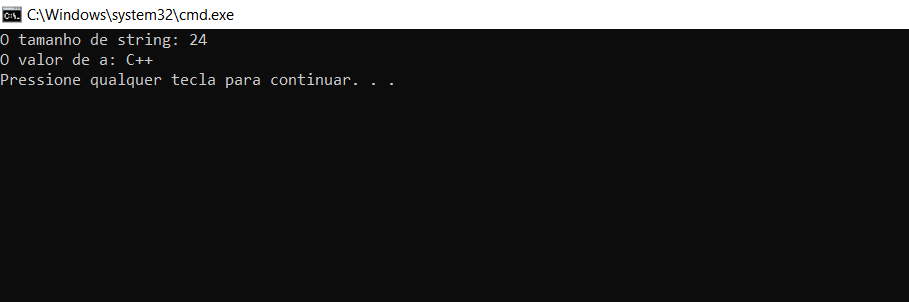 C:\Windows\system32\cmd.exe
O tamanho de string: 24
O valor de a: C++
Pressione qualquer tecla para continuar. . .